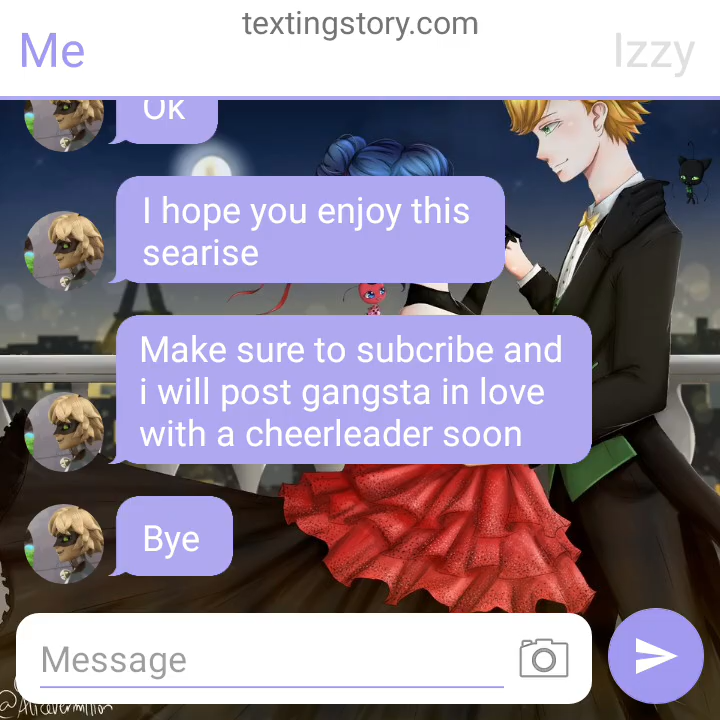 textingstory.com
Me
Izzy
Ok
I hope you enjoy this
searise
Make sure to subcribe and
i will post gangsta in love
with a cheerleader soon
Bye
Message
@Alicevermilion